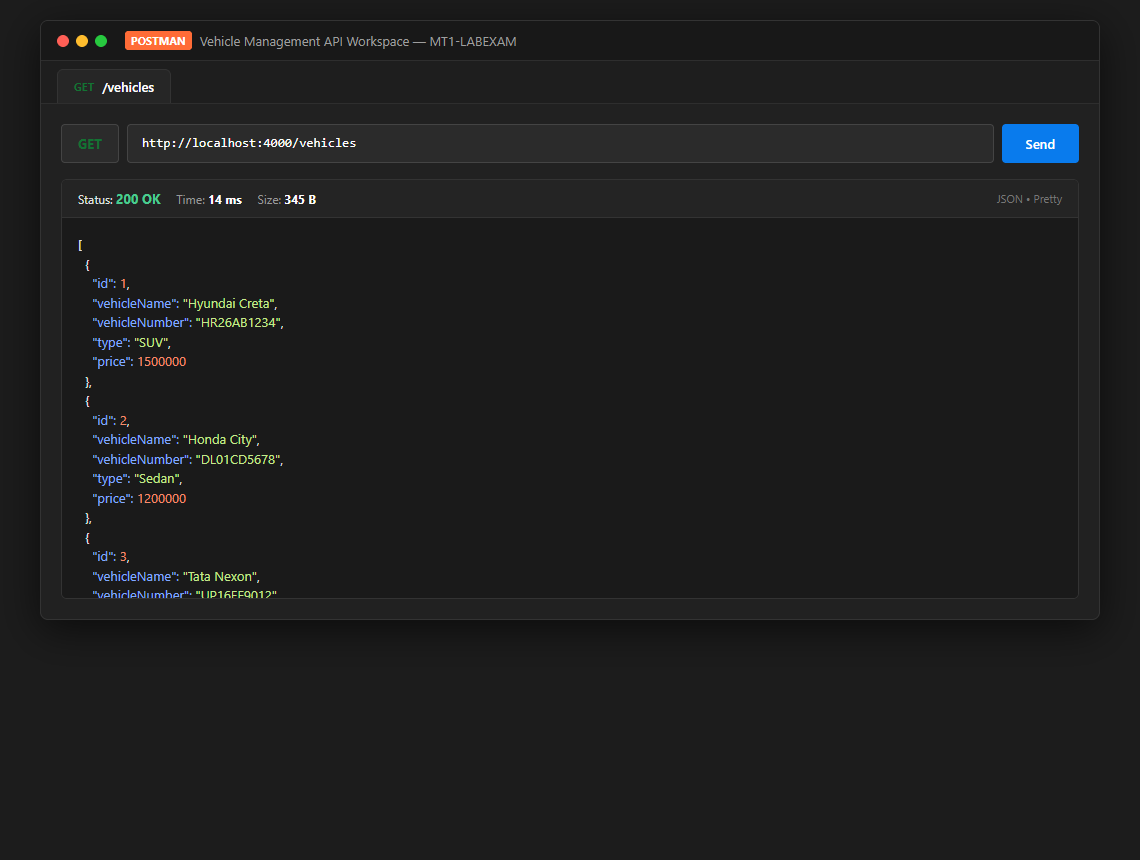 POSTMAN Vehicle Management API Workspace — MT1-LABEXAM
GET /vehicles
GET http://localhost:4000/vehicles Send
Status: 200 OK Time: 14 ms Size: 345 B JSON • Pretty
[
{
"id": 1,
"vehicleName": "Hyundai Creta",
"vehicleNumber": "HR26AB1234",
"type": "SUV",
"price": 1500000
},
{
"id": 2,
"vehicleName": "Honda City",
"vehicleNumber": "DL01CD5678",
"type": "Sedan",
"price": 1200000
},
{
"id": 3,
"vehicleName": "Tata Nexon",
"vehicleNumber":